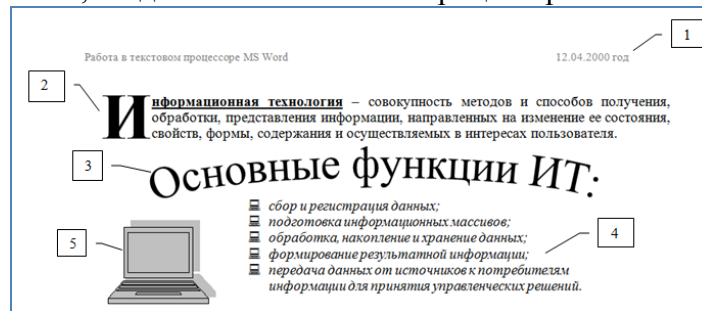 1
Работа в текстовом процессоре MS Word 12.04.2000 год
2
Информационная технология – совокупность методов и способов получения,
обработки, представления информации, направленных на изменение ее состояния,
свойств, формы, содержания и осуществляемых в интересах пользователя.
3
Основные функции ИТ:
сбор и регистрация данных;
подготовка информационных массивов;
5
обработка, накопление и хранение данных;
4
формирование результатной информации;
передача данных от источников к потребителям
информации для принятия управленческих решений.